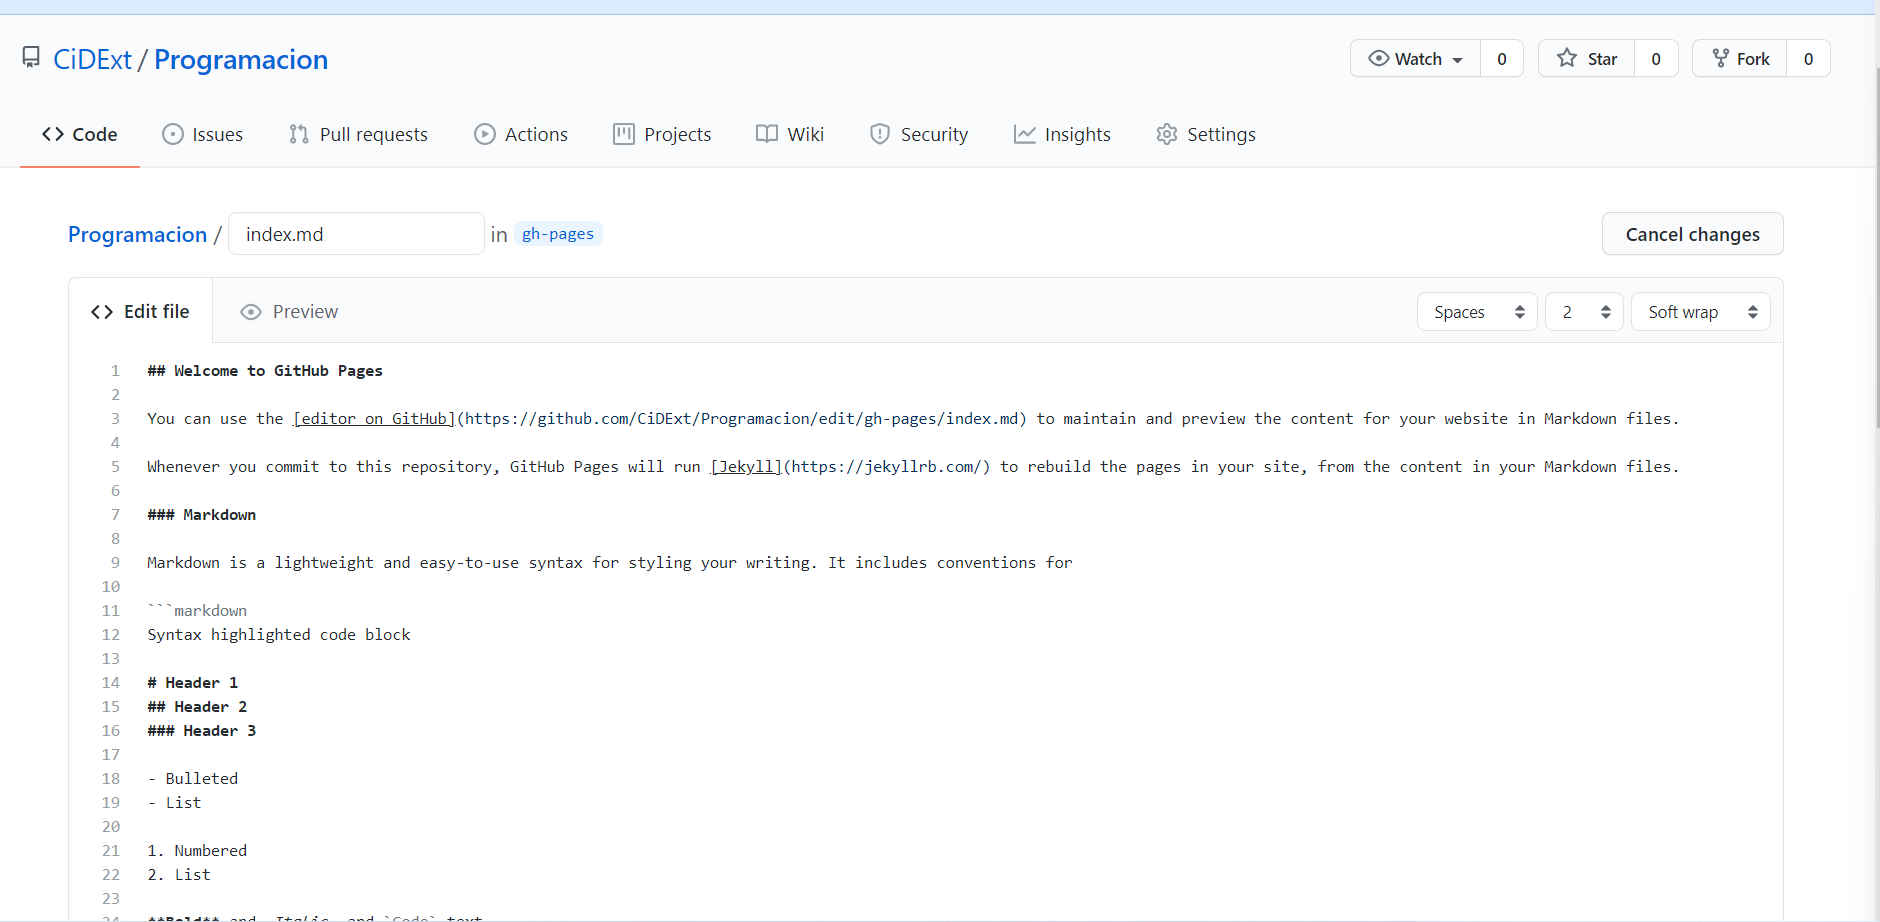 CiDExt / Programacion
Watch 0 Star 0 Fork 0
Code Issues Pull requests Actions Projects Wiki Security Insights Settings
Programacion / index.md in gh-pages Cancel changes
Edit file Preview Spaces 2 Soft wrap
1 ## Welcome to GitHub Pages
2
3 You can use the [editor on GitHub](https://github.com/CiDExt/Programacion/edit/gh-pages/index.md) to maintain and preview the content for your website in Markdown files.
4
5 Whenever you commit to this repository, GitHub Pages will run [Jekyll](https://jekyllrb.com/) to rebuild the pages in your site, from the content in your Markdown files.
6
7 ### Markdown
8
9 Markdown is a lightweight and easy-to-use syntax for styling your writing. It includes conventions for
10
11 ```markdown
12 Syntax highlighted code block
13
14 # Header 1
15 ## Header 2
16 ### Header 3
17
18 - Bulleted
19 - List
20
21 1. Numbered
22 2. List
23
24 **Bold** and _Italic_ and `Code` text